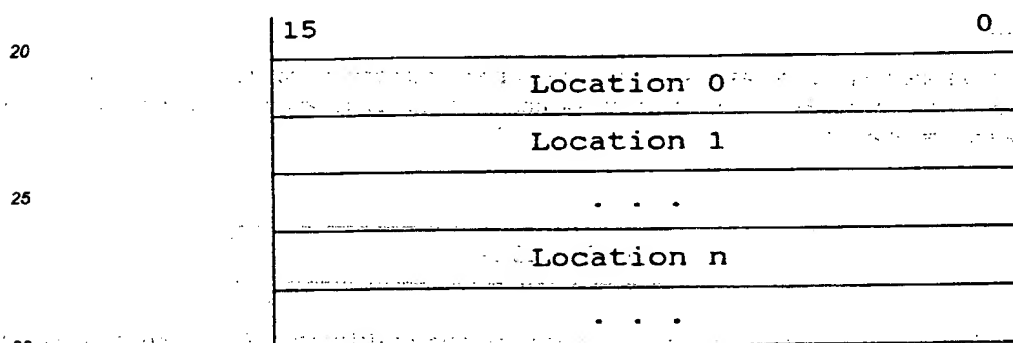 15 0
20
Location 0
Location 1
25
. . .
Location n
. . .